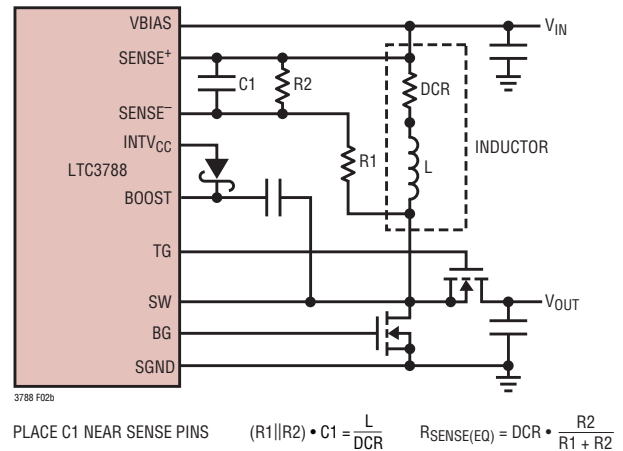 VBIAS
V_IN
SENSE⁺
C1
R2
DCR
SENSE⁻
INTV_CC
INDUCTOR
LTC3788
R1
L
BOOST
TG
SW
V_OUT
BG
SGND
3788 F02b
PLACE C1 NEAR SENSE PINS (R1||R2) • C1 = L/DCR R_SENSE(EQ) = DCR • R2/(R1 + R2)